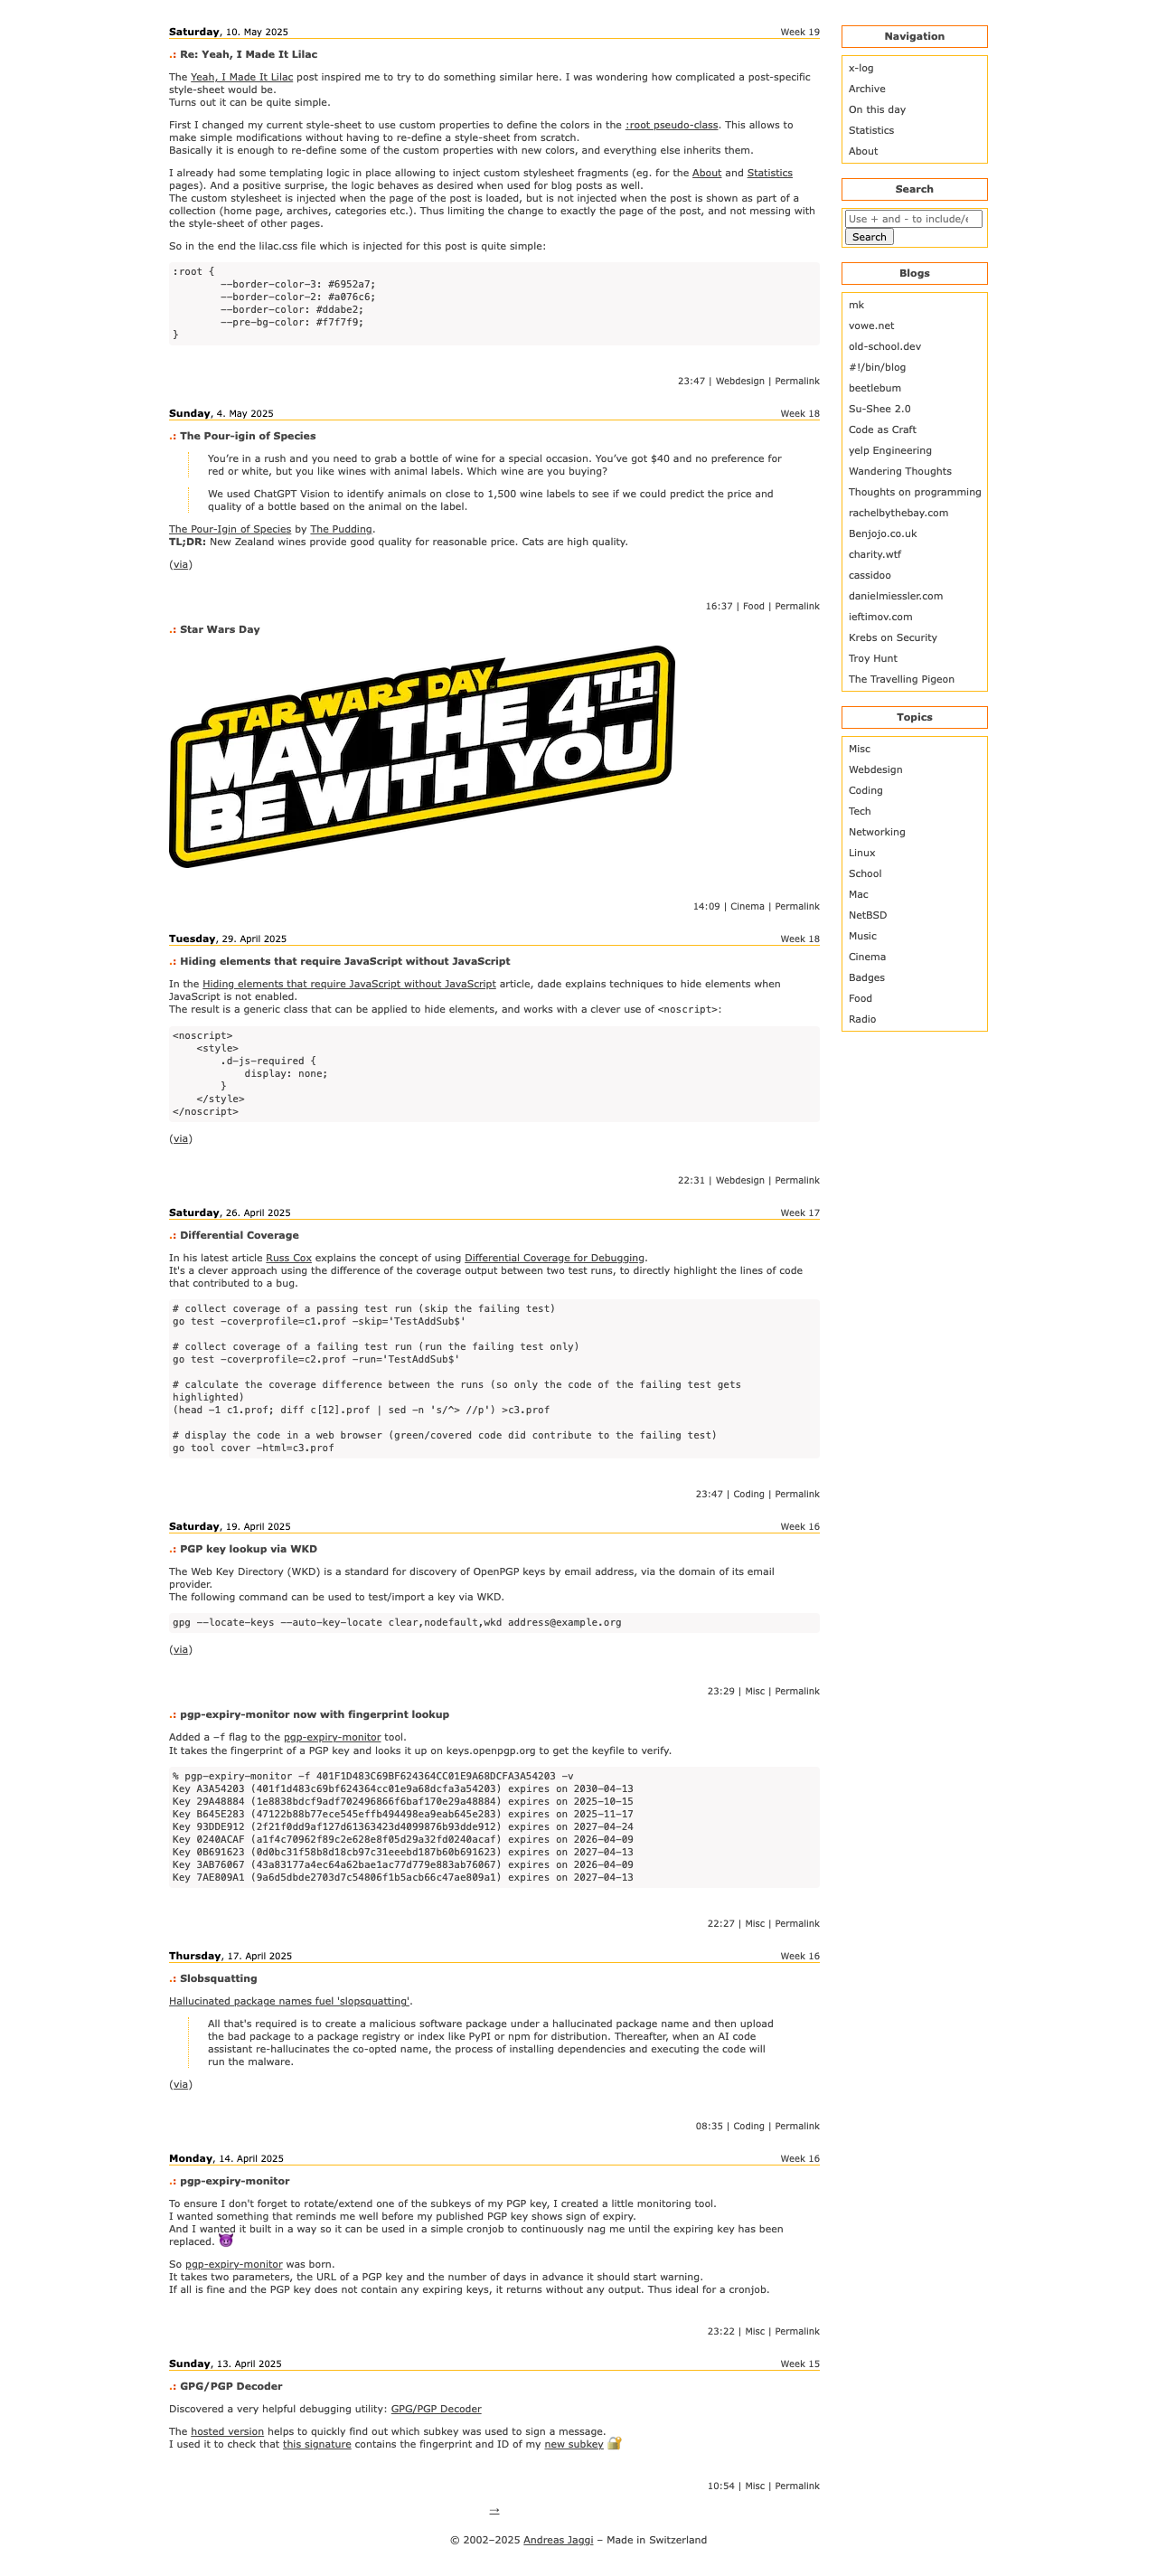 Saturday, 10. May 2025 Week 19
.: Re: Yeah, I Made It Lilac
The Yeah, I Made It Lilac post inspired me to try to do something similar here. I was wondering how complicated a post-specific
style-sheet would be.
Turns out it can be quite simple.
First I changed my current style-sheet to use custom properties to define the colors in the :root pseudo-class. This allows to
make simple modifications without having to re-define a style-sheet from scratch.
Basically it is enough to re-define some of the custom properties with new colors, and everything else inherits them.
I already had some templating logic in place allowing to inject custom stylesheet fragments (eg. for the About and Statistics
pages). And a positive surprise, the logic behaves as desired when used for blog posts as well.
The custom stylesheet is injected when the page of the post is loaded, but is not injected when the post is shown as part of a
collection (home page, archives, categories etc.). Thus limiting the change to exactly the page of the post, and not messing with
the style-sheet of other pages.
So in the end the lilac.css file which is injected for this post is quite simple:
:root {
--border-color-3: #6952a7;
--border-color-2: #a076c6;
--border-color: #ddabe2;
--pre-bg-color: #f7f7f9;
}
23:47 | Webdesign | Permalink
Sunday, 4. May 2025 Week 18
.: The Pour-igin of Species
You're in a rush and you need to grab a bottle of wine for a special occasion. You've got $40 and no preference for
red or white, but you like wines with animal labels. Which wine are you buying?
We used ChatGPT Vision to identify animals on close to 1,500 wine labels to see if we could predict the price and
quality of a bottle based on the animal on the label.
The Pour-Igin of Species by The Pudding.
TL;DR: New Zealand wines provide good quality for reasonable price. Cats are high quality.
(via)
16:37 | Food | Permalink
.: Star Wars Day
STAR WARS DAY
MAY THE 4TH
BE WITH YOU
14:09 | Cinema | Permalink
Tuesday, 29. April 2025 Week 18
.: Hiding elements that require JavaScript without JavaScript
In the Hiding elements that require JavaScript without JavaScript article, dade explains techniques to hide elements when
JavaScript is not enabled.
The result is a generic class that can be applied to hide elements, and works with a clever use of <noscript>:
<noscript>
<style>
.d-js-required {
display: none;
}
</style>
</noscript>
(via)
22:31 | Webdesign | Permalink
Saturday, 26. April 2025 Week 17
.: Differential Coverage
In his latest article Russ Cox explains the concept of using Differential Coverage for Debugging.
It's a clever approach using the difference of the coverage output between two test runs, to directly highlight the lines of code
that contributed to a bug.
# collect coverage of a passing test run (skip the failing test)
go test -coverprofile=c1.prof -skip='TestAddSub$'
# collect coverage of a failing test run (run the failing test only)
go test -coverprofile=c2.prof -run='TestAddSub$'
# calculate the coverage difference between the runs (so only the code of the failing test gets
highlighted)
(head -1 c1.prof; diff c[12].prof | sed -n 's/^> //p') >c3.prof
# display the code in a web browser (green/covered code did contribute to the failing test)
go tool cover -html=c3.prof
23:47 | Coding | Permalink
Saturday, 19. April 2025 Week 16
.: PGP key lookup via WKD
The Web Key Directory (WKD) is a standard for discovery of OpenPGP keys by email address, via the domain of its email
provider.
The following command can be used to test/import a key via WKD.
gpg --locate-keys --auto-key-locate clear,nodefault,wkd address@example.org
(via)
23:29 | Misc | Permalink
.: pgp-expiry-monitor now with fingerprint lookup
Added a -f flag to the pgp-expiry-monitor tool.
It takes the fingerprint of a PGP key and looks it up on keys.openpgp.org to get the keyfile to verify.
% pgp-expiry-monitor -f 401F1D483C69BF624364CC01E9A68DCFA3A54203 -v
Key A3A54203 (401f1d483c69bf624364cc01e9a68dcfa3a54203) expires on 2030-04-13
Key 29A48884 (1e8838bdcf9adf702496866f6baf170e29a48884) expires on 2025-10-15
Key B645E283 (47122b88b77ece545effb494498ea9eab645e283) expires on 2025-11-17
Key 93DDE912 (2f21f0dd9af127d61363423d4099876b93dde912) expires on 2027-04-24
Key 0240ACAF (a1f4c70962f89c2e628e8f05d29a32fd0240acaf) expires on 2026-04-09
Key 0B691623 (0d0bc31f58b8d18cb97c31eeebd187b60b691623) expires on 2027-04-13
Key 3AB76067 (43a83177a4ec64a62bae1ac77d779e883ab76067) expires on 2026-04-09
Key 7AE809A1 (9a6d5dbde2703d7c54806f1b5acb66c47ae809a1) expires on 2027-04-13
22:27 | Misc | Permalink
Thursday, 17. April 2025 Week 16
.: Slobsquatting
Hallucinated package names fuel 'slopsquatting'.
All that's required is to create a malicious software package under a hallucinated package name and then upload
the bad package to a package registry or index like PyPI or npm for distribution. Thereafter, when an AI code
assistant re-hallucinates the co-opted name, the process of installing dependencies and executing the code will
run the malware.
(via)
08:35 | Coding | Permalink
Monday, 14. April 2025 Week 16
.: pgp-expiry-monitor
To ensure I don't forget to rotate/extend one of the subkeys of my PGP key, I created a little monitoring tool.
I wanted something that reminds me well before my published PGP key shows sign of expiry.
And I wanted it built in a way so it can be used in a simple cronjob to continuously nag me until the expiring key has been
replaced. 😈
So pgp-expiry-monitor was born.
It takes two parameters, the URL of a PGP key and the number of days in advance it should start warning.
If all is fine and the PGP key does not contain any expiring keys, it returns without any output. Thus ideal for a cronjob.
23:22 | Misc | Permalink
Sunday, 13. April 2025 Week 15
.: GPG/PGP Decoder
Discovered a very helpful debugging utility: GPG/PGP Decoder
The hosted version helps to quickly find out which subkey was used to sign a message.
I used it to check that this signature contains the fingerprint and ID of my new subkey 🔐
10:54 | Misc | Permalink
→
Navigation
x-log
Archive
On this day
Statistics
About
Search
Use + and - to include/e
Search
Blogs
mk
vowe.net
old-school.dev
#!/bin/blog
beetlebum
Su-Shee 2.0
Code as Craft
yelp Engineering
Wandering Thoughts
Thoughts on programming
rachelbythebay.com
Benjojo.co.uk
charity.wtf
cassidoo
danielmiessler.com
ieftimov.com
Krebs on Security
Troy Hunt
The Travelling Pigeon
Topics
Misc
Webdesign
Coding
Tech
Networking
Linux
School
Mac
NetBSD
Music
Cinema
Badges
Food
Radio
© 2002–2025 Andreas Jaggi – Made in Switzerland